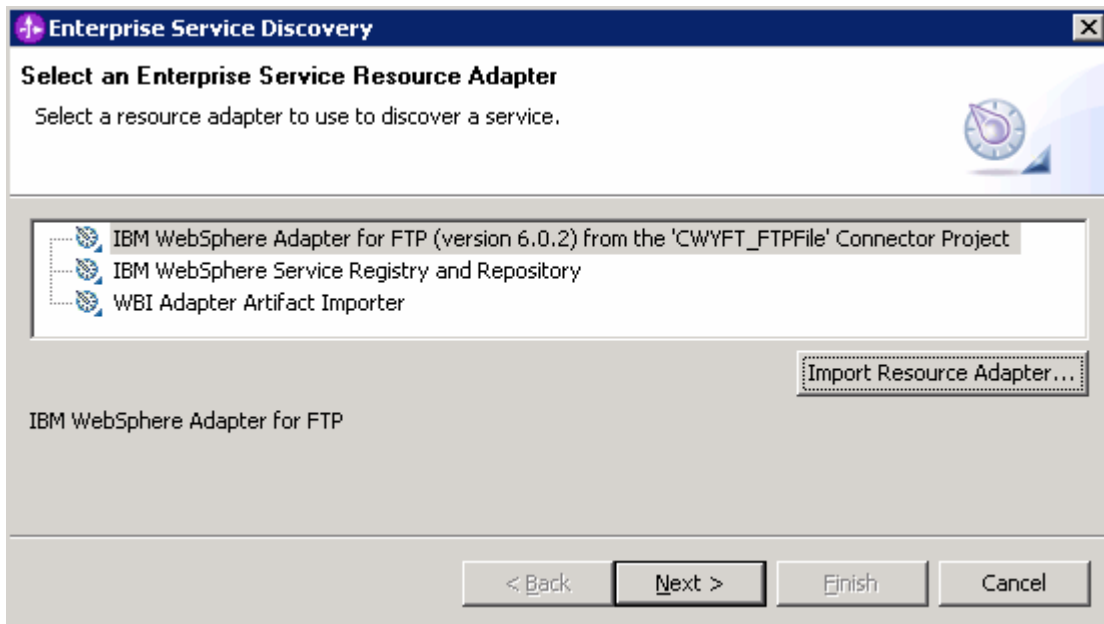 Enterprise Service Discovery
Select an Enterprise Service Resource Adapter
Select a resource adapter to use to discover a service.
IBM WebSphere Adapter for FTP (version 6.0.2) from the 'CWYFT_FTPFile' Connector Project
IBM WebSphere Service Registry and Repository
WBI Adapter Artifact Importer
Import Resource Adapter...
IBM WebSphere Adapter for FTP
< Back Next > Finish Cancel